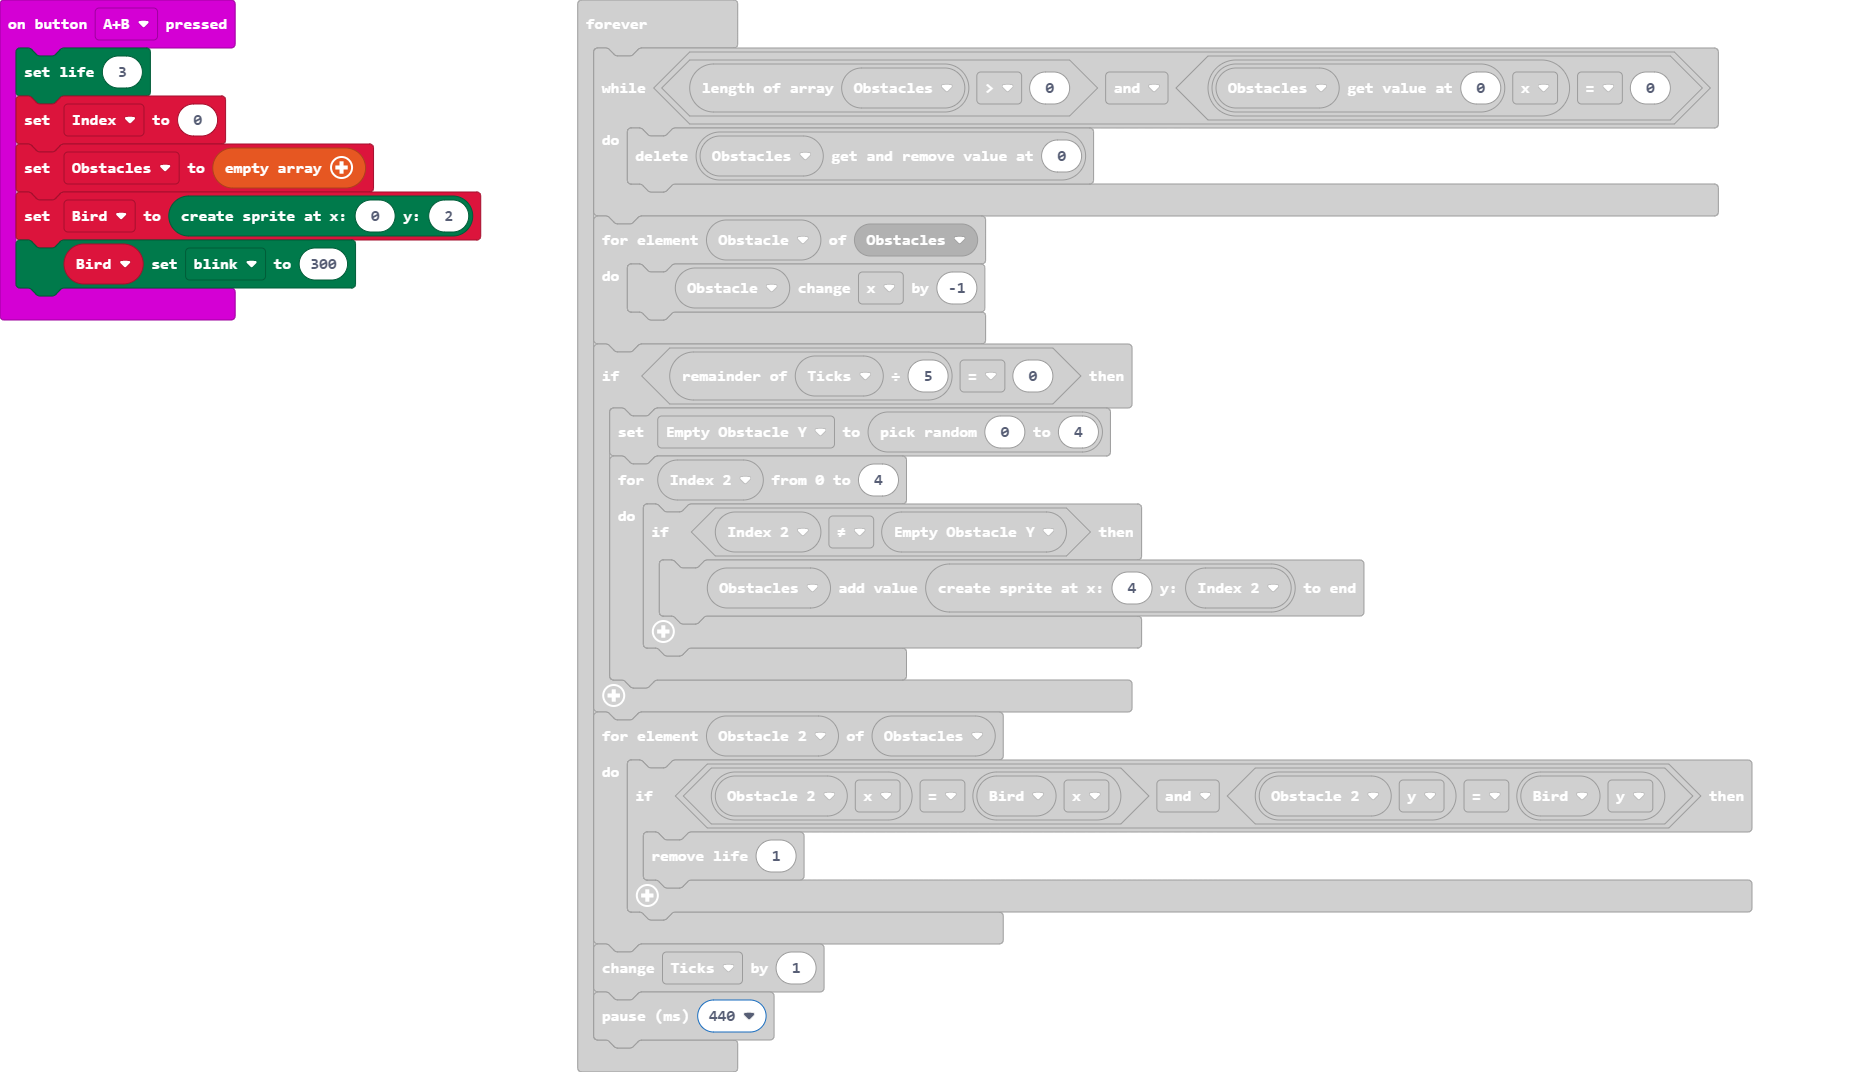 on button A+B pressed
set life 3
set Index to 0
set Obstacles to empty array
set Bird to create sprite at x: 0 y: 2
Bird set blink to 300
forever
while length of array Obstacles > 0 and Obstacles get value at 0 x = 0
do
delete Obstacles get and remove value at 0
for element Obstacle of Obstacles
do
Obstacle change x by -1
if remainder of Ticks ÷ 5 = 0 then
set Empty Obstacle Y to pick random 0 to 4
for Index 2 from 0 to 4
do
if Index 2 ≠ Empty Obstacle Y then
Obstacles add value create sprite at x: 4 y: Index 2 to end
for element Obstacle 2 of Obstacles
do
if Obstacle 2 x = Bird x and Obstacle 2 y = Bird y then
remove life 1
change Ticks by 1
pause (ms) 440